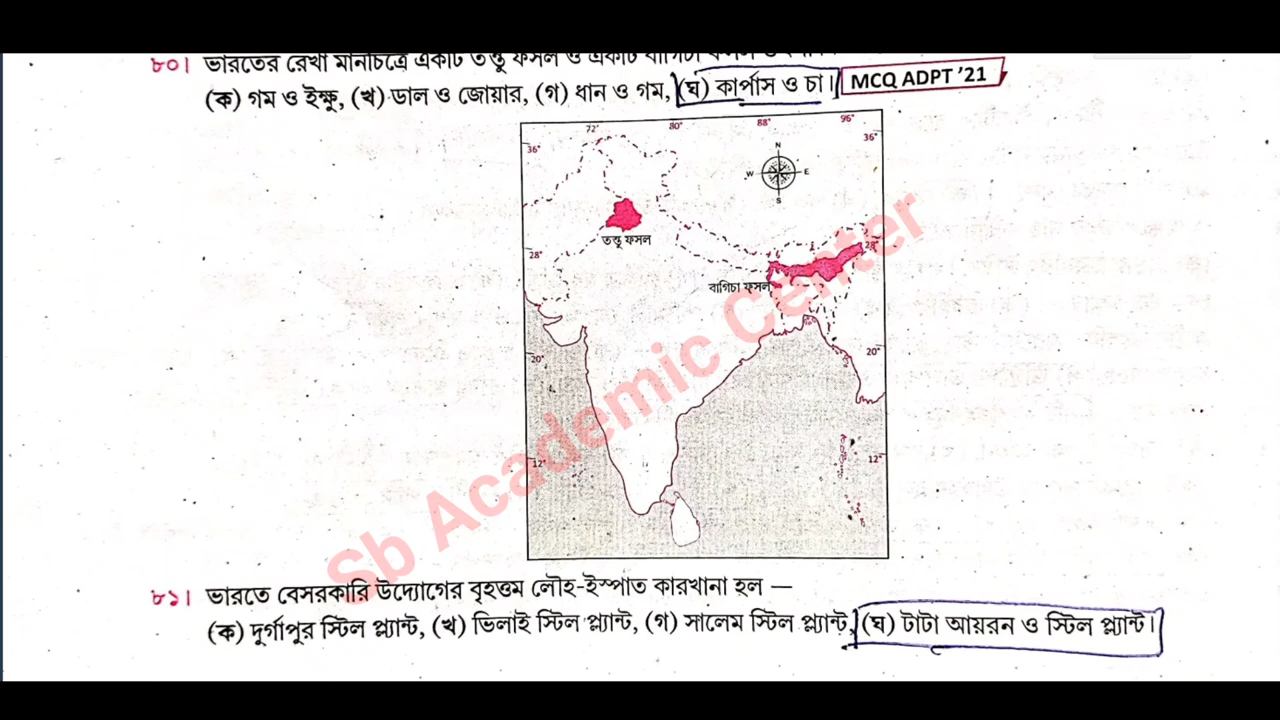 ৮০। ভারতের রেখা মানচিত্রে একটি তন্তু ফসল ও একটি বাগিচা ফসল
(ক) গম ও ইক্ষু, (খ) ডাল ও জোয়ার, (গ) ধান ও গম, (ঘ) কার্পাস ও চা। MCQ ADPT '21
72° 80° 88° 96°
36° 36°
N
W E
S
তন্তু ফসল
28° 28°
বাগিচা ফসল
20° 20°
12° 12°
Sb Academic Center
৮১। ভারতে বেসরকারি উদ্যোগের বৃহত্তম লৌহ-ইস্পাত কারখানা হল —
(ক) দুর্গাপুর স্টিল প্ল্যান্ট, (খ) ভিলাই স্টিল প্ল্যান্ট, (গ) সালেম স্টিল প্ল্যান্ট, (ঘ) টাটা আয়রন ও স্টিল প্ল্যান্ট।